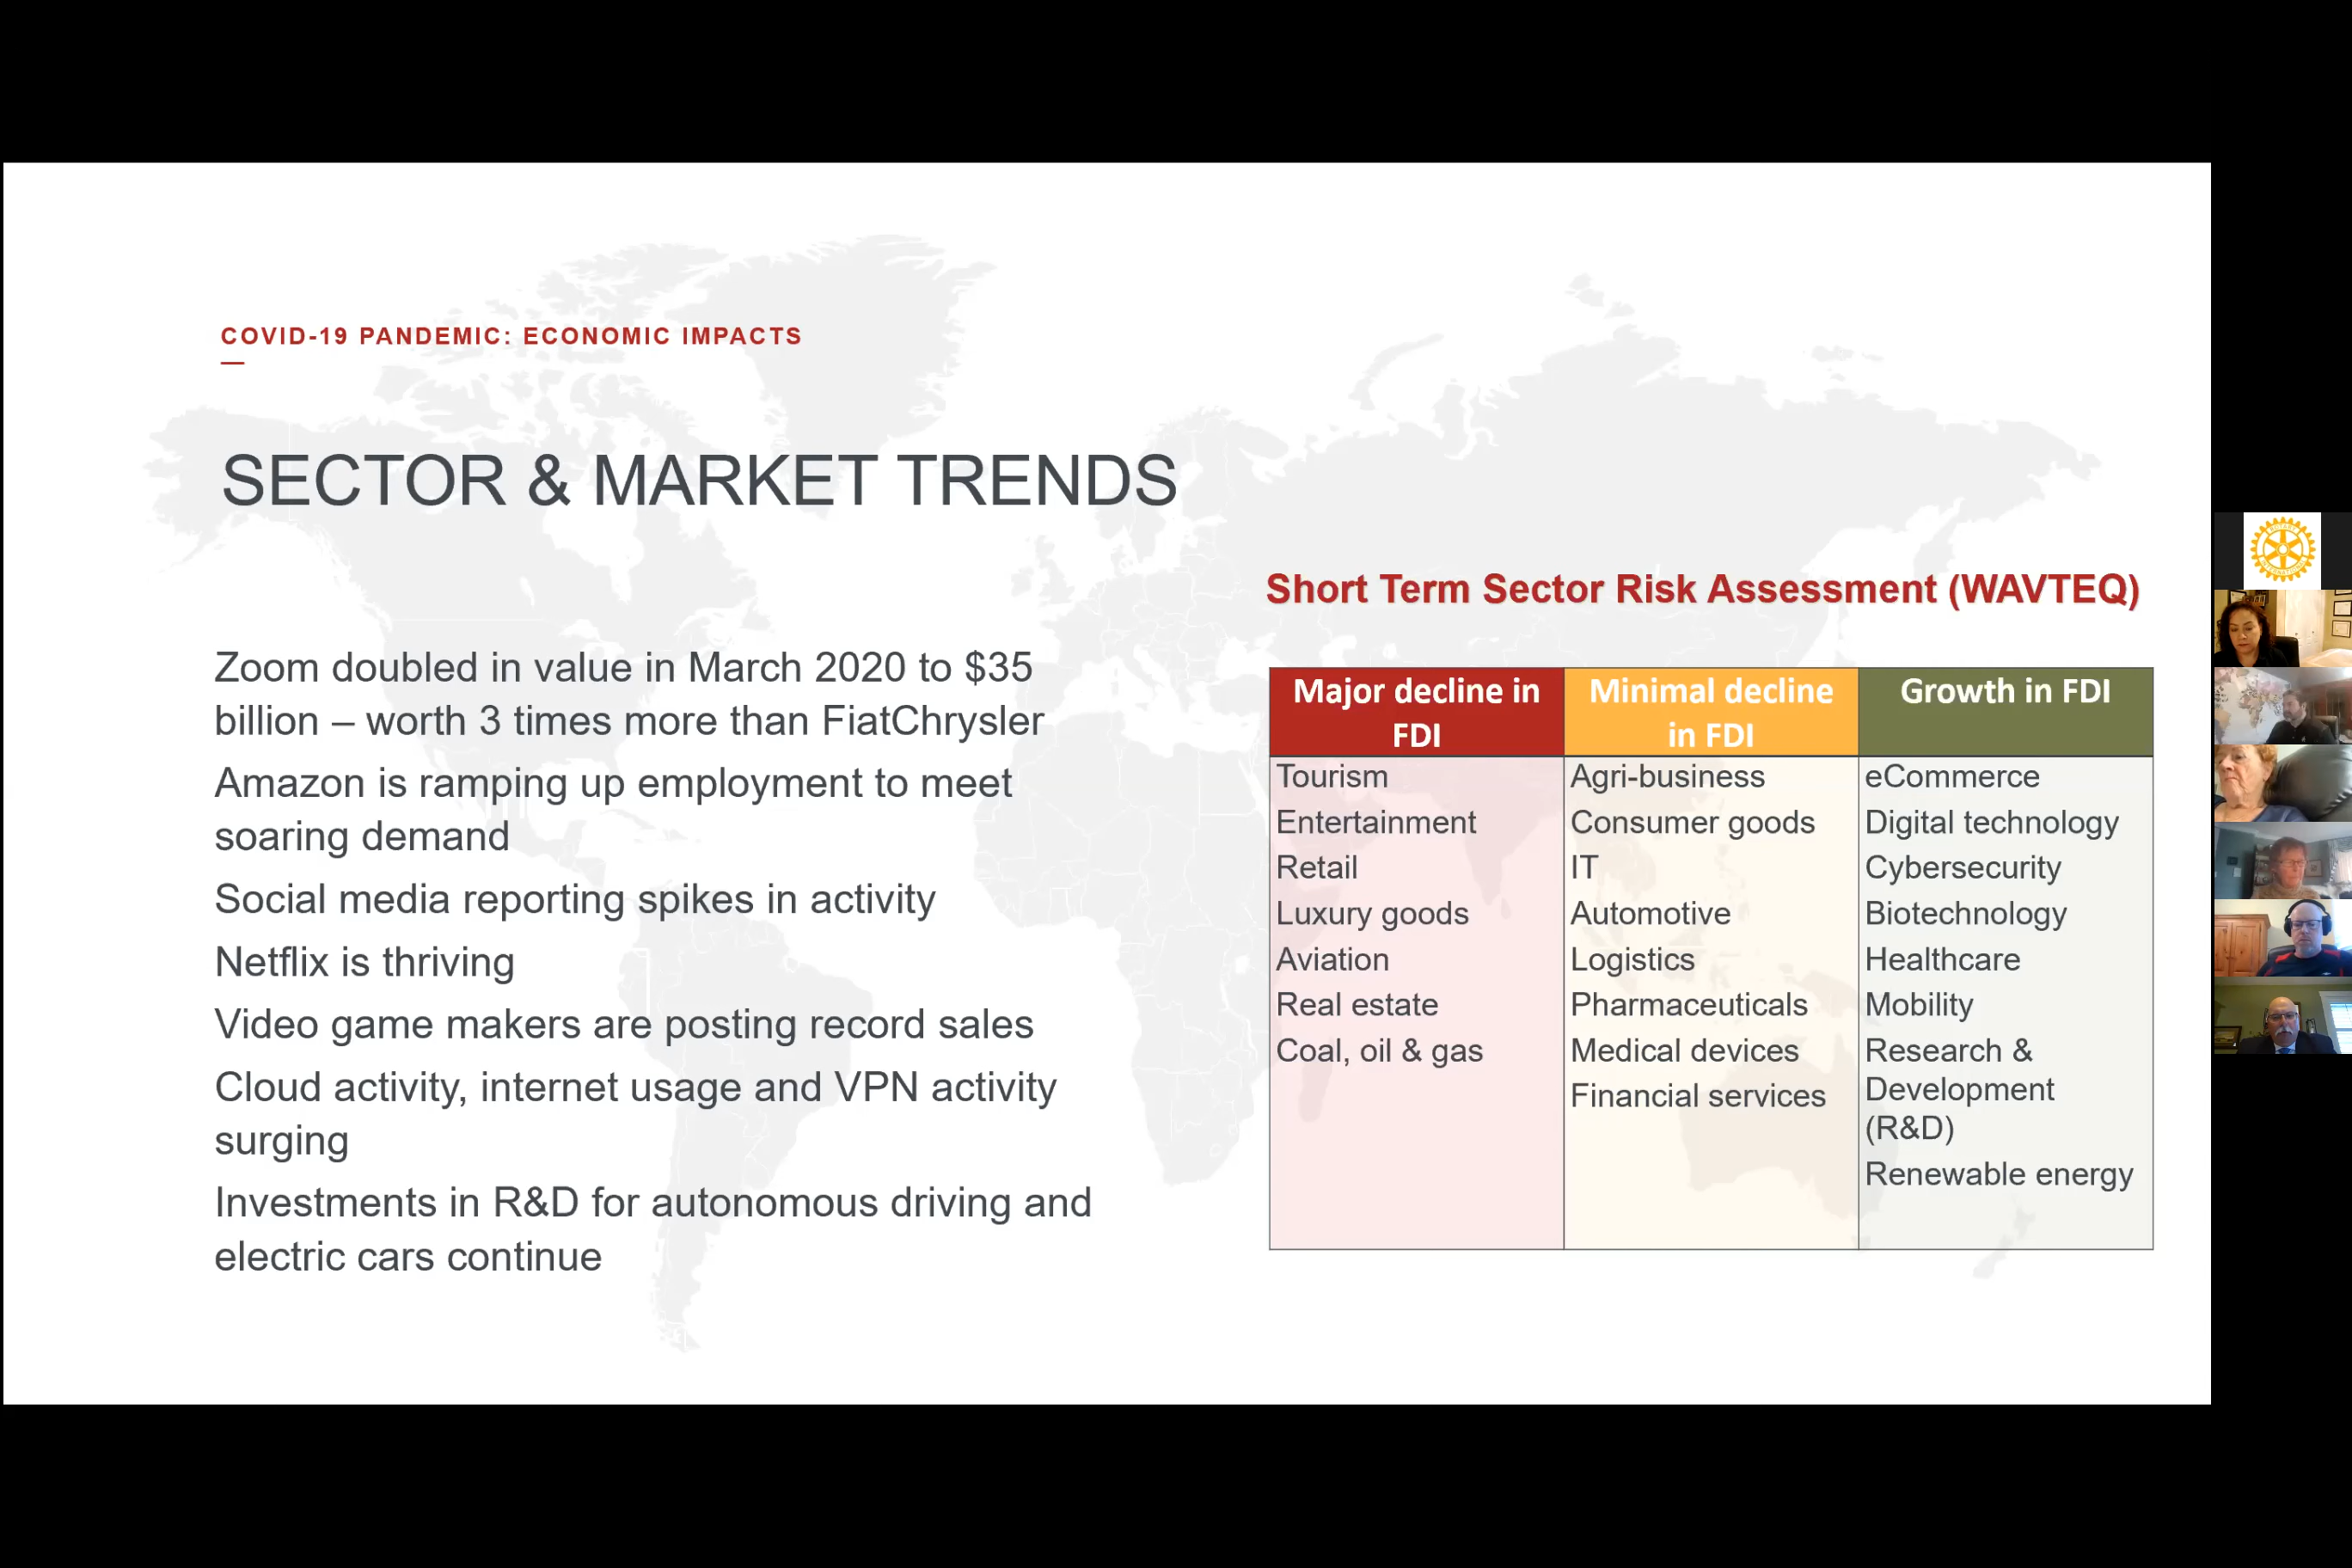 COVID-19 PANDEMIC: ECONOMIC IMPACTS
SECTOR & MARKET TRENDS
Zoom doubled in value in March 2020 to $35
billion – worth 3 times more than FiatChrysler
Amazon is ramping up employment to meet
soaring demand
Social media reporting spikes in activity
Netflix is thriving
Video game makers are posting record sales
Cloud activity, internet usage and VPN activity
surging
Investments in R&D for autonomous driving and
electric cars continue
Short Term Sector Risk Assessment (WAVTEQ)
Major decline in
FDI
Tourism
Entertainment
Retail
Luxury goods
Aviation
Real estate
Coal, oil & gas
Minimal decline
in FDI
Agri-business
Consumer goods
IT
Automotive
Logistics
Pharmaceuticals
Medical devices
Financial services
Growth in FDI
eCommerce
Digital technology
Cybersecurity
Biotechnology
Healthcare
Mobility
Research &
Development
(R&D)
Renewable energy
ROTARY
INTERNATIONAL